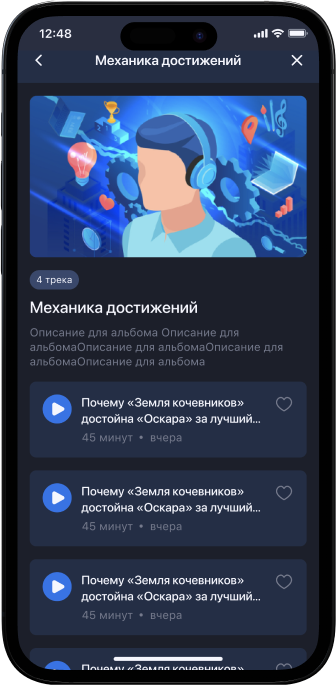 12:48
Механика достижений
4 трека
Механика достижений
Описание для альбома Описание для
альбомаОписание для альбомаОписание для
альбомаОписание для альбома
Почему «Земля кочевников»
достойна «Оскара» за лучший...
45 минут • вчера
Почему «Земля кочевников»
достойна «Оскара» за лучший...
45 минут • вчера
Почему «Земля кочевников»
достойна «Оскара» за лучший...
45 минут • вчера
Почему «Земля кочевников»